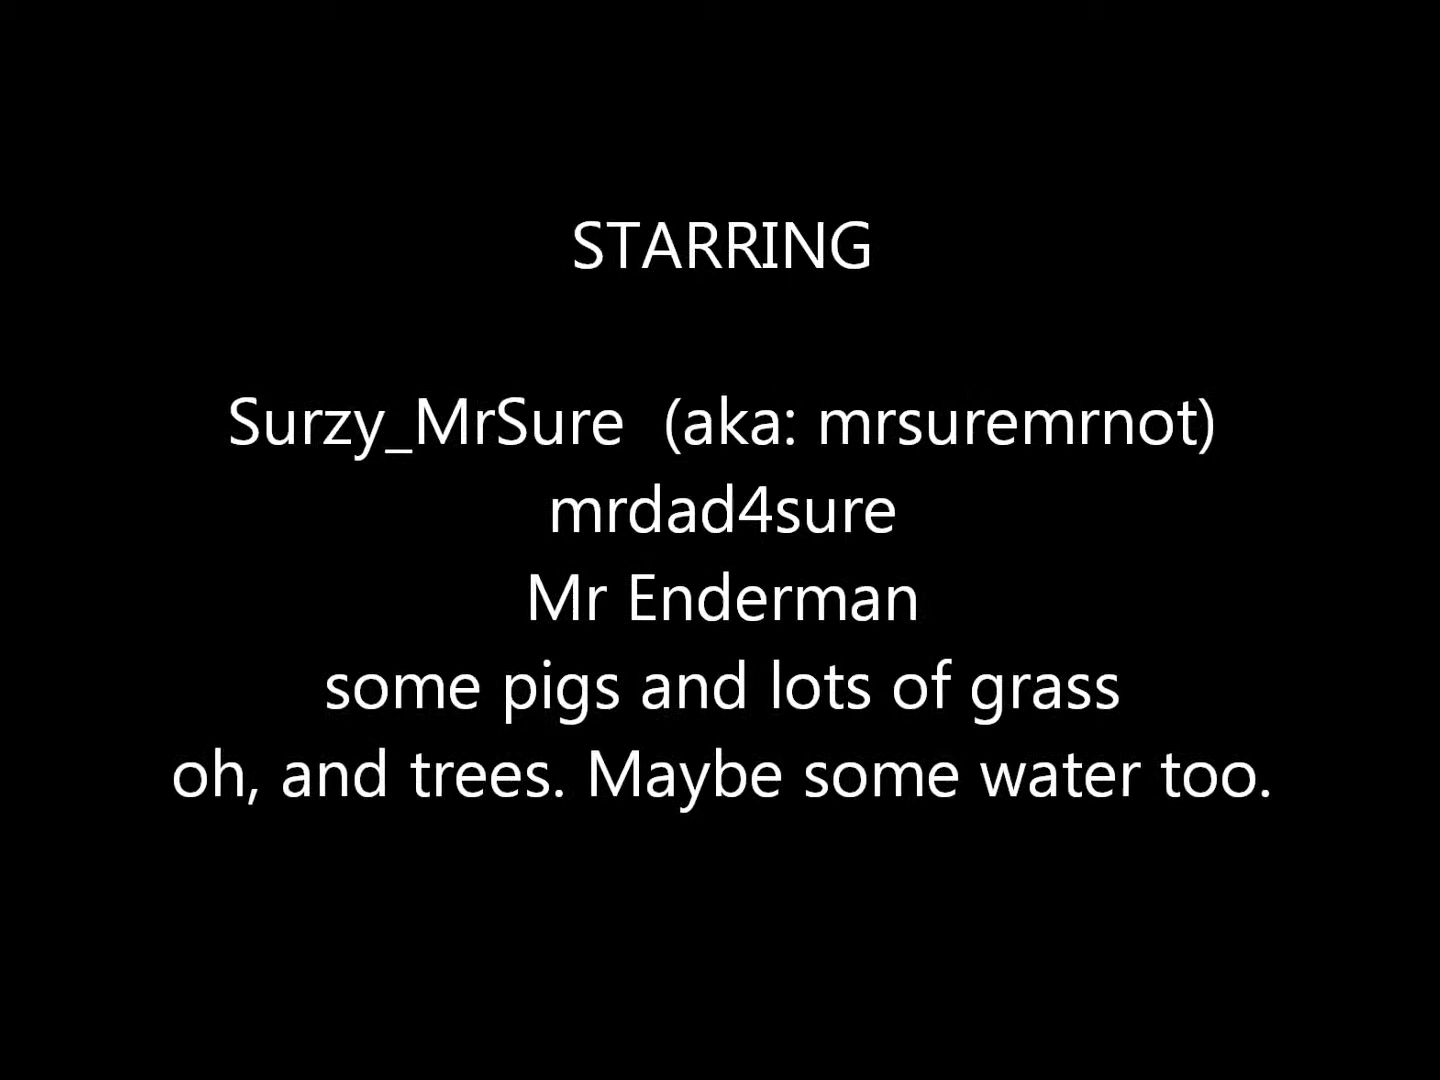 STARRING
Surzy_MrSure  (aka: mrsuremrnot)
mrdad4sure
Mr Enderman
some pigs and lots of grass
oh, and trees. Maybe some water too.